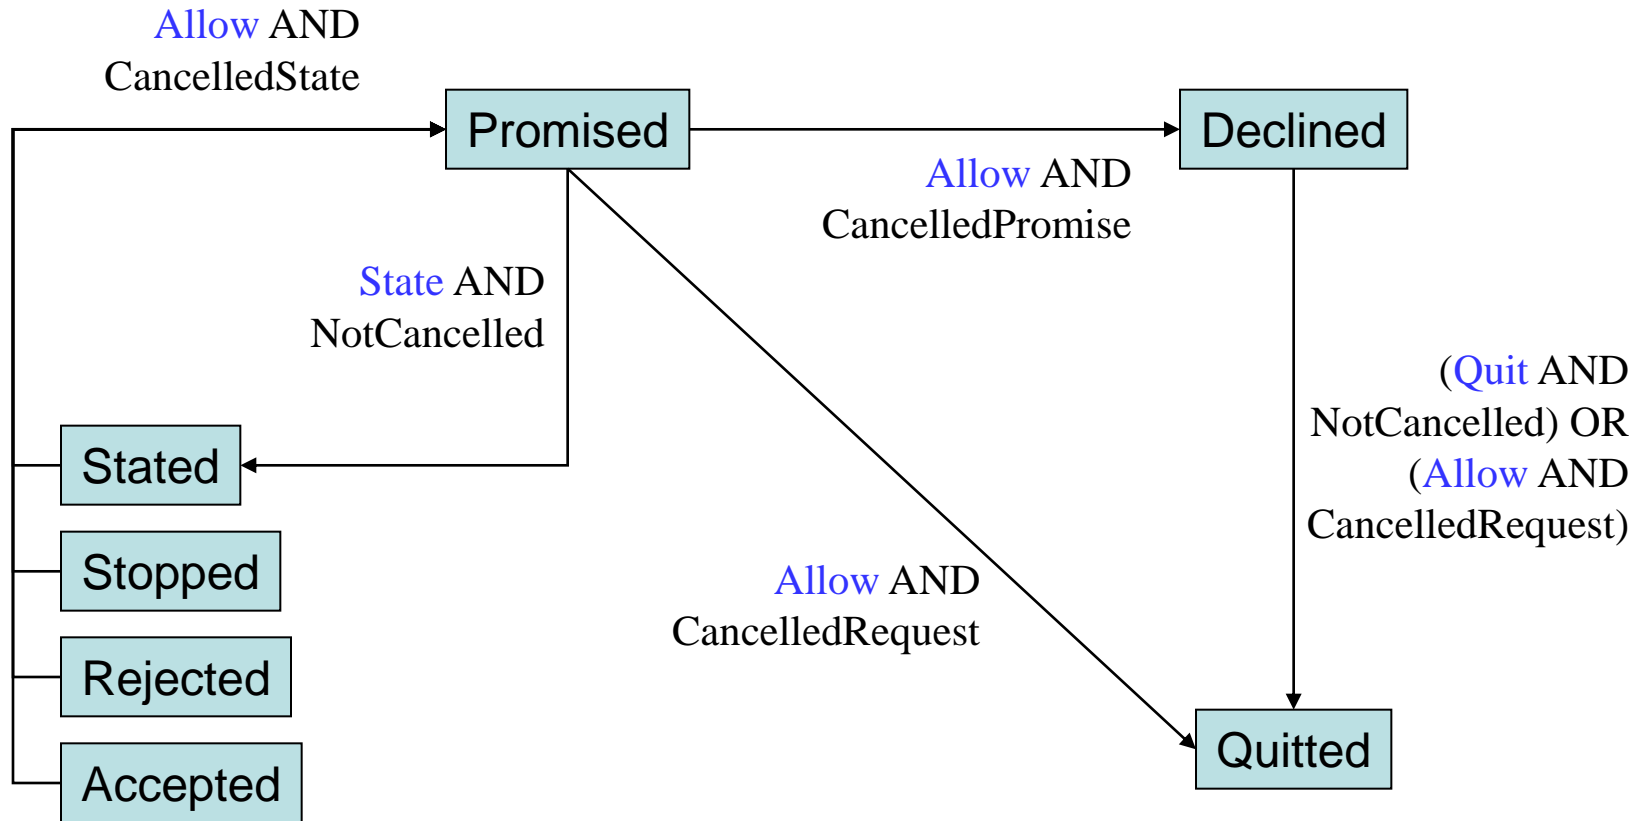 Allow AND
CancelledState
Promised
Declined
Allow AND
CancelledPromise
State AND
NotCancelled
(Quit AND
NotCancelled) OR
(Allow AND
CancelledRequest)
Stated
Stopped
Allow AND
CancelledRequest
Rejected
Quitted
Accepted